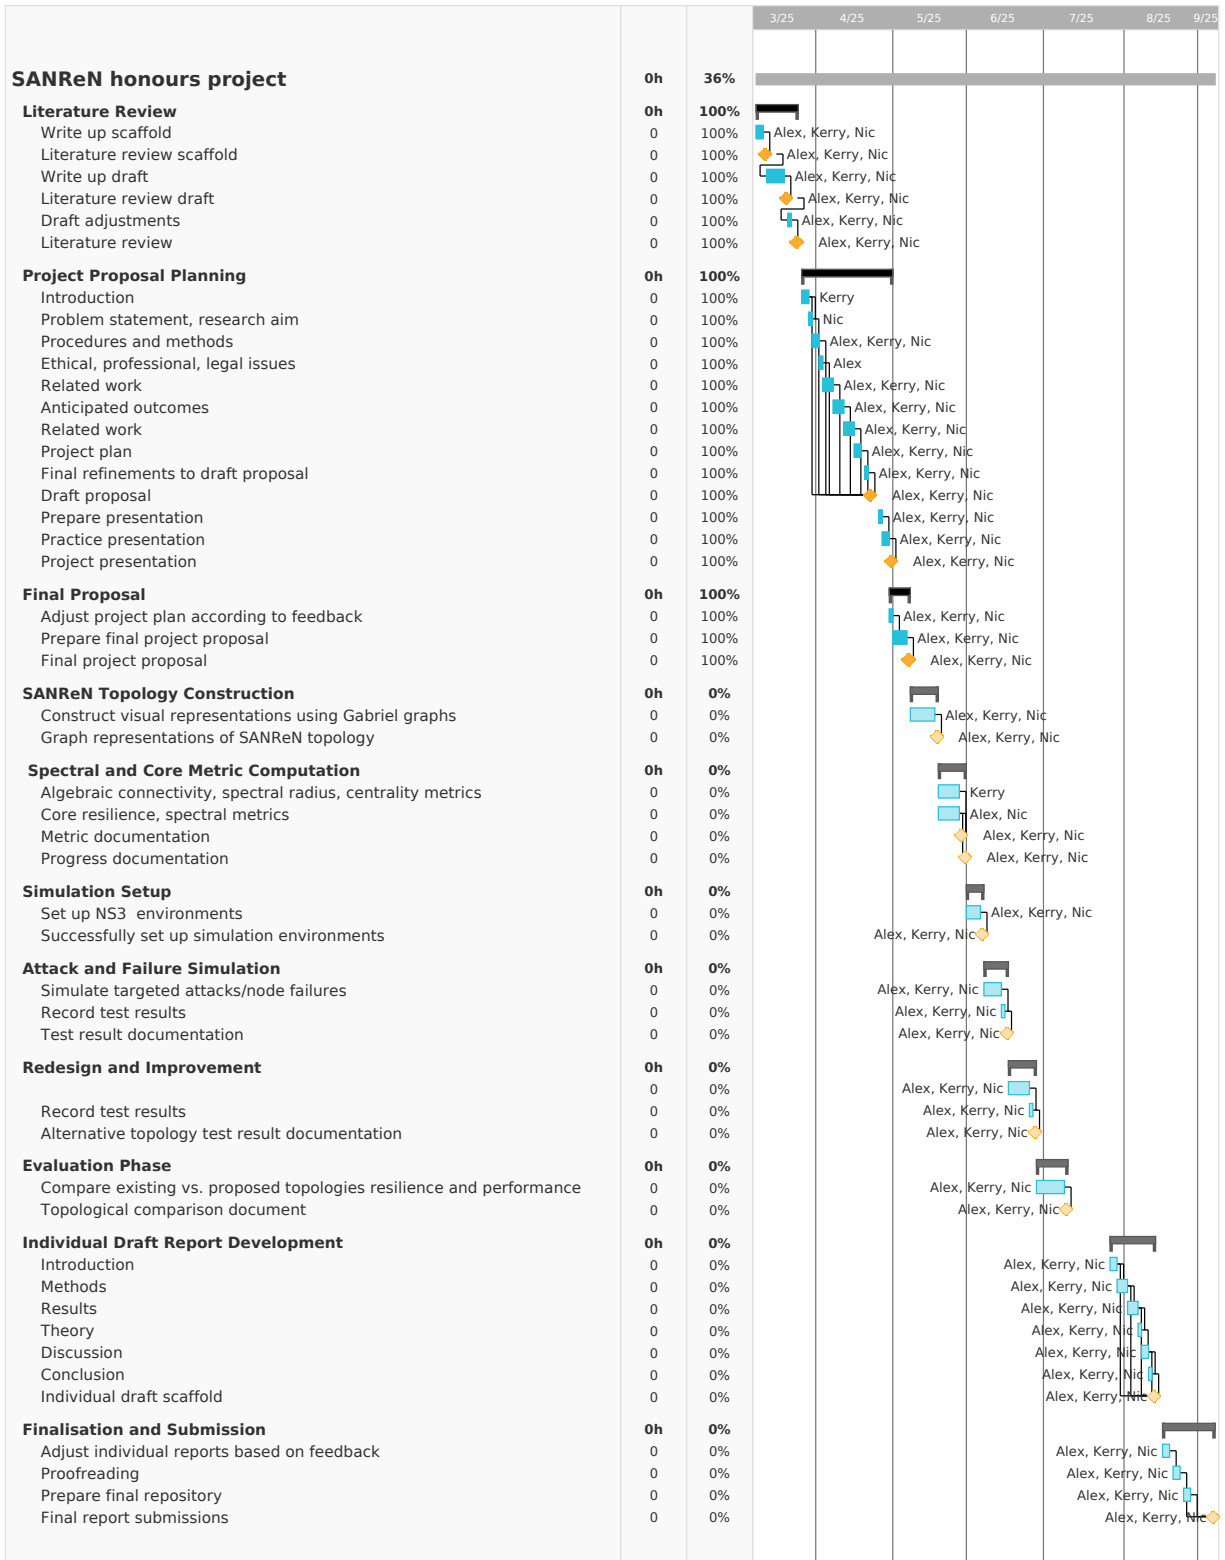 3/25 4/25 5/25 6/25 7/25 8/25 9/25
SANReN honours project 0h 36%
Literature Review 0h 100%
Write up scaffold 0 100% Alex, Kerry, Nic
Literature review scaffold 0 100% Alex, Kerry, Nic
Write up draft 0 100% Alex, Kerry, Nic
Literature review draft 0 100% Alex, Kerry, Nic
Draft adjustments 0 100% Alex, Kerry, Nic
Literature review 0 100% Alex, Kerry, Nic
Project Proposal Planning 0h 100%
Introduction 0 100% Kerry
Problem statement, research aim 0 100% Nic
Procedures and methods 0 100% Alex, Kerry, Nic
Ethical, professional, legal issues 0 100% Alex
Related work 0 100% Alex, Kerry, Nic
Anticipated outcomes 0 100% Alex, Kerry, Nic
Related work 0 100% Alex, Kerry, Nic
Project plan 0 100% Alex, Kerry, Nic
Final refinements to draft proposal 0 100% Alex, Kerry, Nic
Draft proposal 0 100% Alex, Kerry, Nic
Prepare presentation 0 100% Alex, Kerry, Nic
Practice presentation 0 100% Alex, Kerry, Nic
Project presentation 0 100% Alex, Kerry, Nic
Final Proposal 0h 100%
Adjust project plan according to feedback 0 100% Alex, Kerry, Nic
Prepare final project proposal 0 100% Alex, Kerry, Nic
Final project proposal 0 100% Alex, Kerry, Nic
SANReN Topology Construction 0h 0%
Construct visual representations using Gabriel graphs 0 0% Alex, Kerry, Nic
Graph representations of SANReN topology 0 0% Alex, Kerry, Nic
Spectral and Core Metric Computation 0h 0%
Algebraic connectivity, spectral radius, centrality metrics 0 0% Kerry
Core resilience, spectral metrics 0 0% Alex, Nic
Metric documentation 0 0% Alex, Kerry, Nic
Progress documentation 0 0% Alex, Kerry, Nic
Simulation Setup 0h 0%
Set up NS3 environments 0 0% Alex, Kerry, Nic
Successfully set up simulation environments 0 0% Alex, Kerry, Nic
Attack and Failure Simulation 0h 0%
Simulate targeted attacks/node failures 0 0% Alex, Kerry, Nic
Record test results 0 0% Alex, Kerry, Nic
Test result documentation 0 0% Alex, Kerry, Nic
Redesign and Improvement 0h 0%
0 0% Alex, Kerry, Nic
Record test results 0 0% Alex, Kerry, Nic
Alternative topology test result documentation 0 0% Alex, Kerry, Nic
Evaluation Phase 0h 0%
Compare existing vs. proposed topologies resilience and performance 0 0% Alex, Kerry, Nic
Topological comparison document 0 0% Alex, Kerry, Nic
Individual Draft Report Development 0h 0%
Introduction 0 0% Alex, Kerry, Nic
Methods 0 0% Alex, Kerry, Nic
Results 0 0% Alex, Kerry, Nic
Theory 0 0% Alex, Kerry, Nic
Discussion 0 0% Alex, Kerry, Nic
Conclusion 0 0% Alex, Kerry, Nic
Individual draft scaffold 0 0% Alex, Kerry, Nic
Finalisation and Submission 0h 0%
Adjust individual reports based on feedback 0 0% Alex, Kerry, Nic
Proofreading 0 0% Alex, Kerry, Nic
Prepare final repository 0 0% Alex, Kerry, Nic
Final report submissions 0 0% Alex, Kerry, Nic